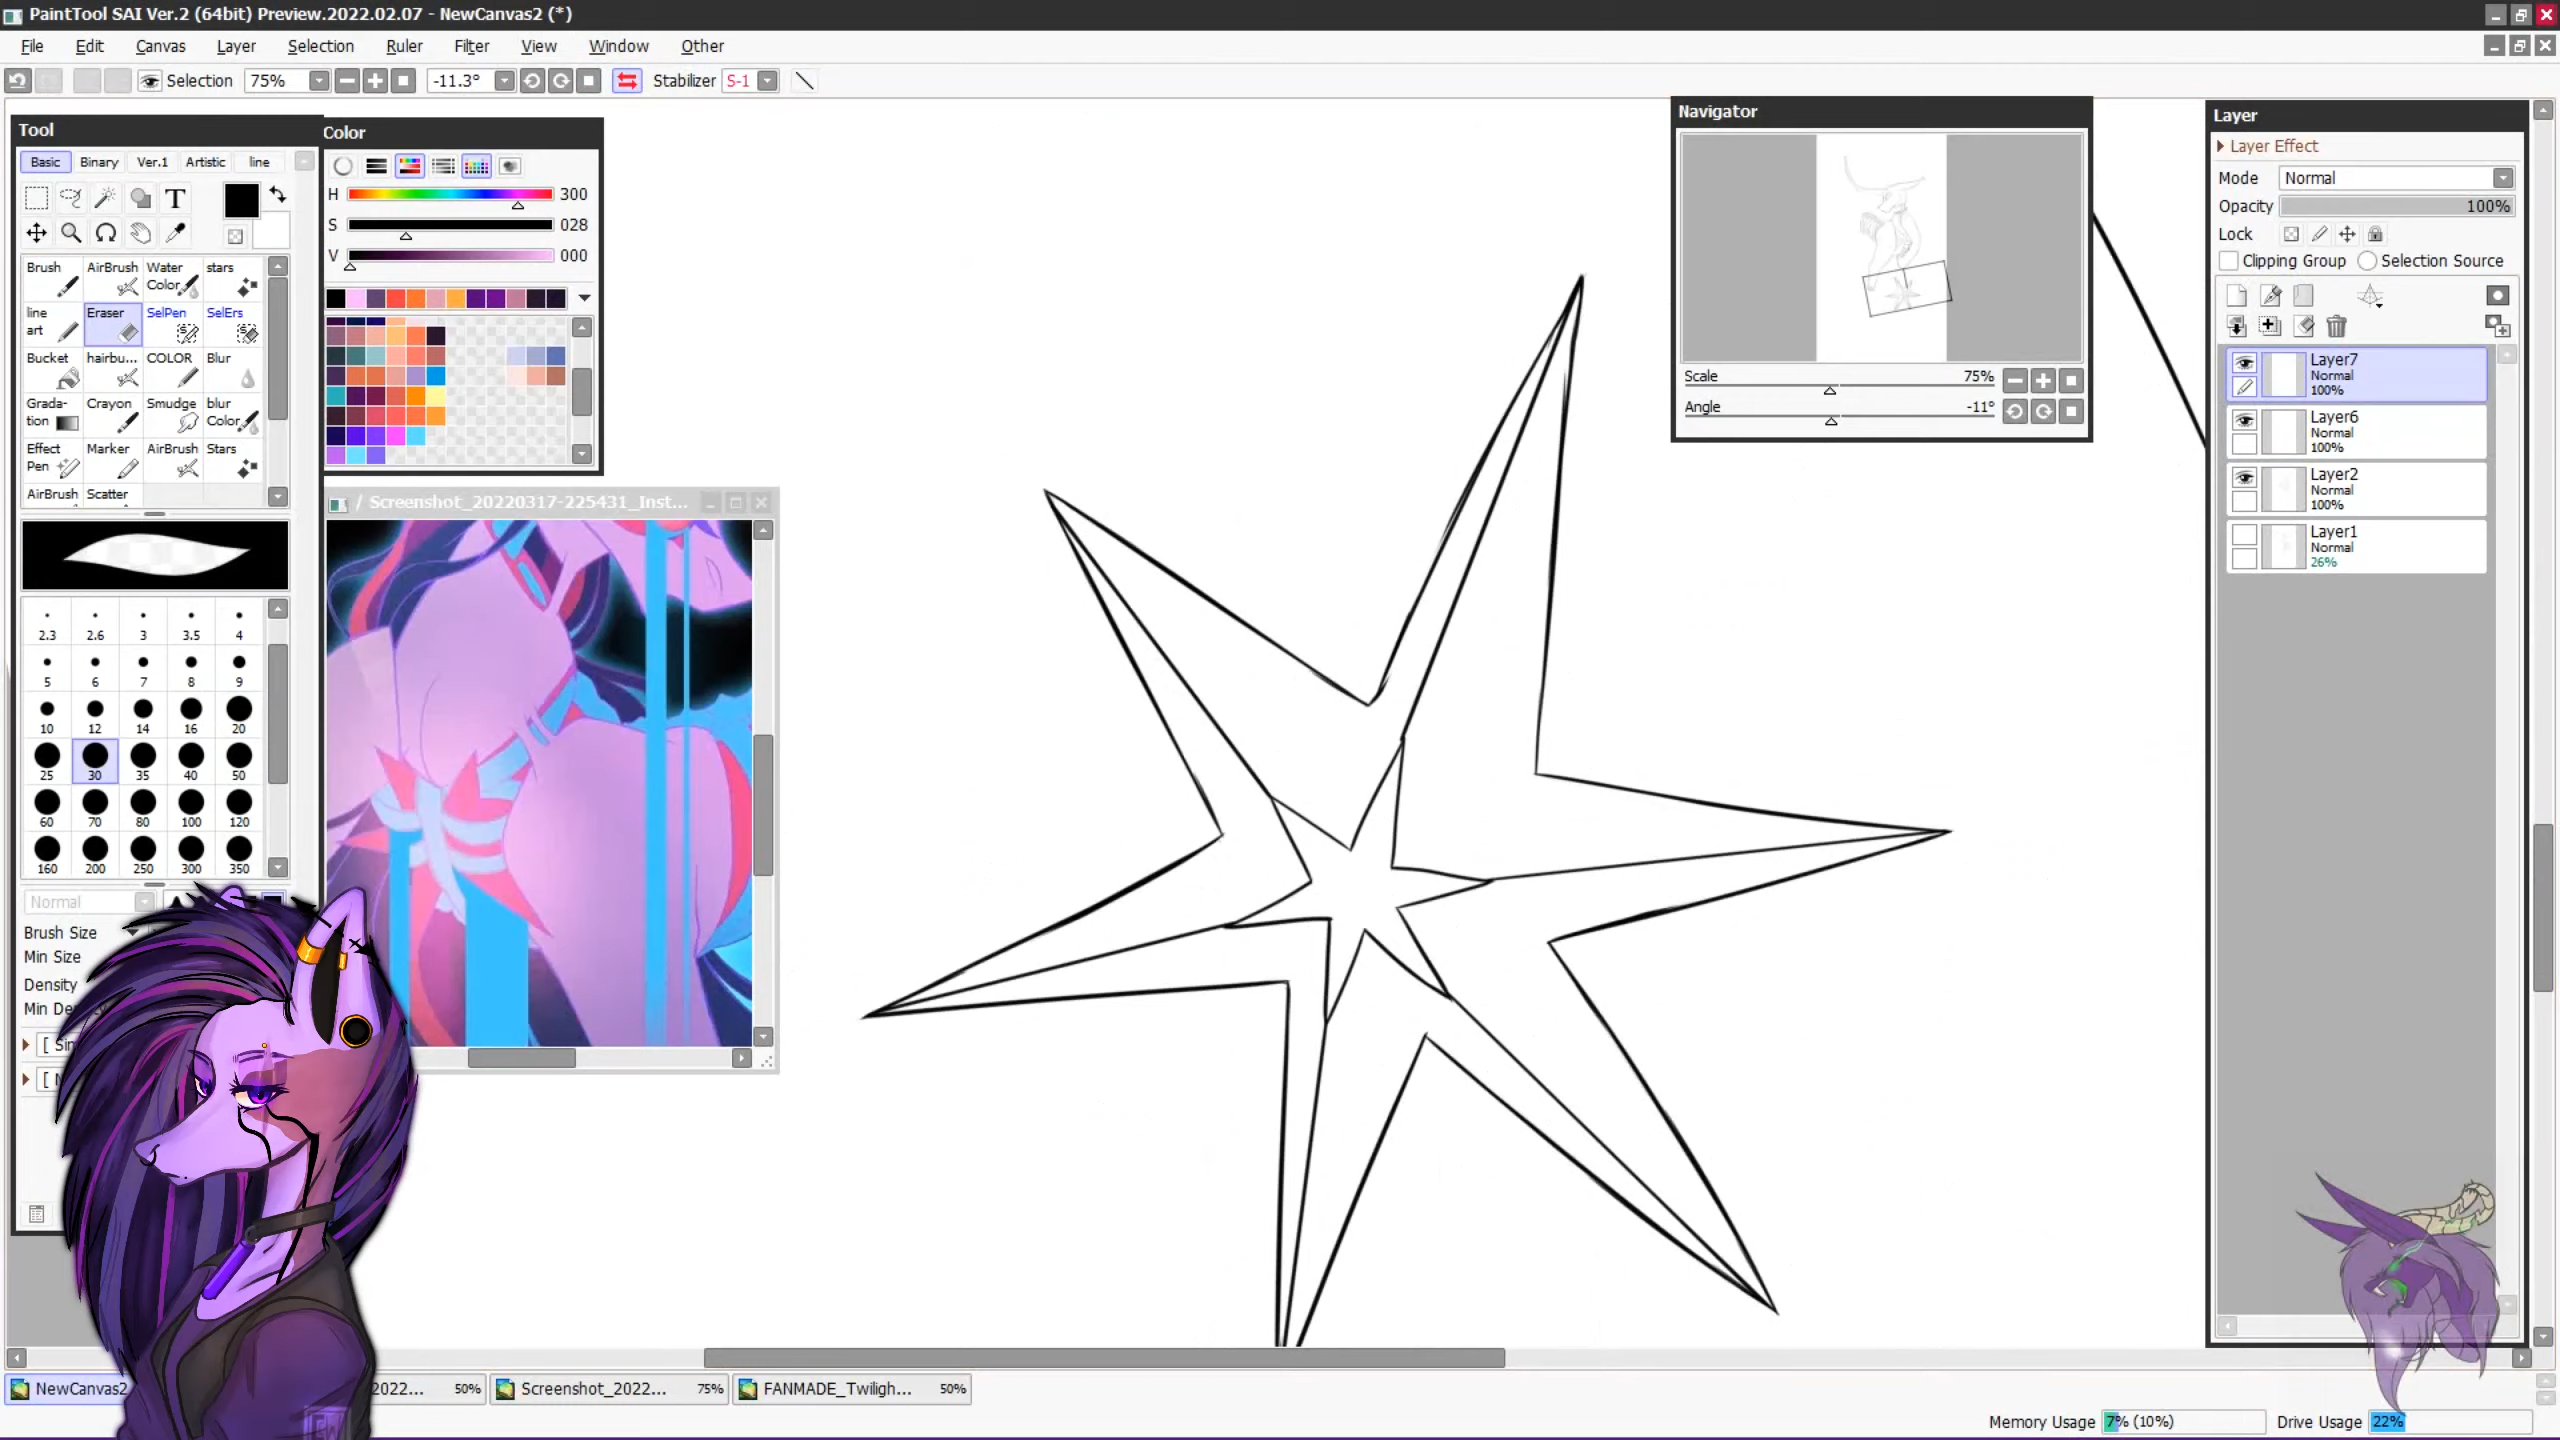 PaintTool SAI Ver.2 (64bit) Preview.2022.02.07 - NewCanvas2 (*)
File Edit Canvas Layer Selection Ruler Filter View Window Other
Selection 75% -11.3° Stabilizer S-1
Tool
Basic Binary Ver.1 Artistic line
T
Brush AirBrush Water Color stars
line art Eraser SelPen SelErs
Bucket hairbu... COLOR Blur
Grada-tion Crayon Smudge blur Color
Effect Pen Marker AirBrush Stars
AirBrush Scatter
2.3 2.6 3 3.5 4
5 6 7 8 9
10 12 14 16 20
25 30 35 40 50
60 70 80 100 120
160 200 250 300 350
Normal
Brush Size
Min Size
Density
Color
H 300
S 028
V 000
/ Screenshot_20220317-225431_Inst...
Navigator
Scale 75%
Angle -11°
Layer
Layer Effect
Mode Normal
Opacity 100%
Lock
Clipping Group Selection Source
Layer7
Normal
100%
Layer6
Normal
100%
Layer2
Normal
100%
Layer1
Normal
26%
NewCanvas2 2022... 50% Screenshot_2022... 75% FANMADE_Twiligh... 50%
Memory Usage 7% (10%) Drive Usage 22%